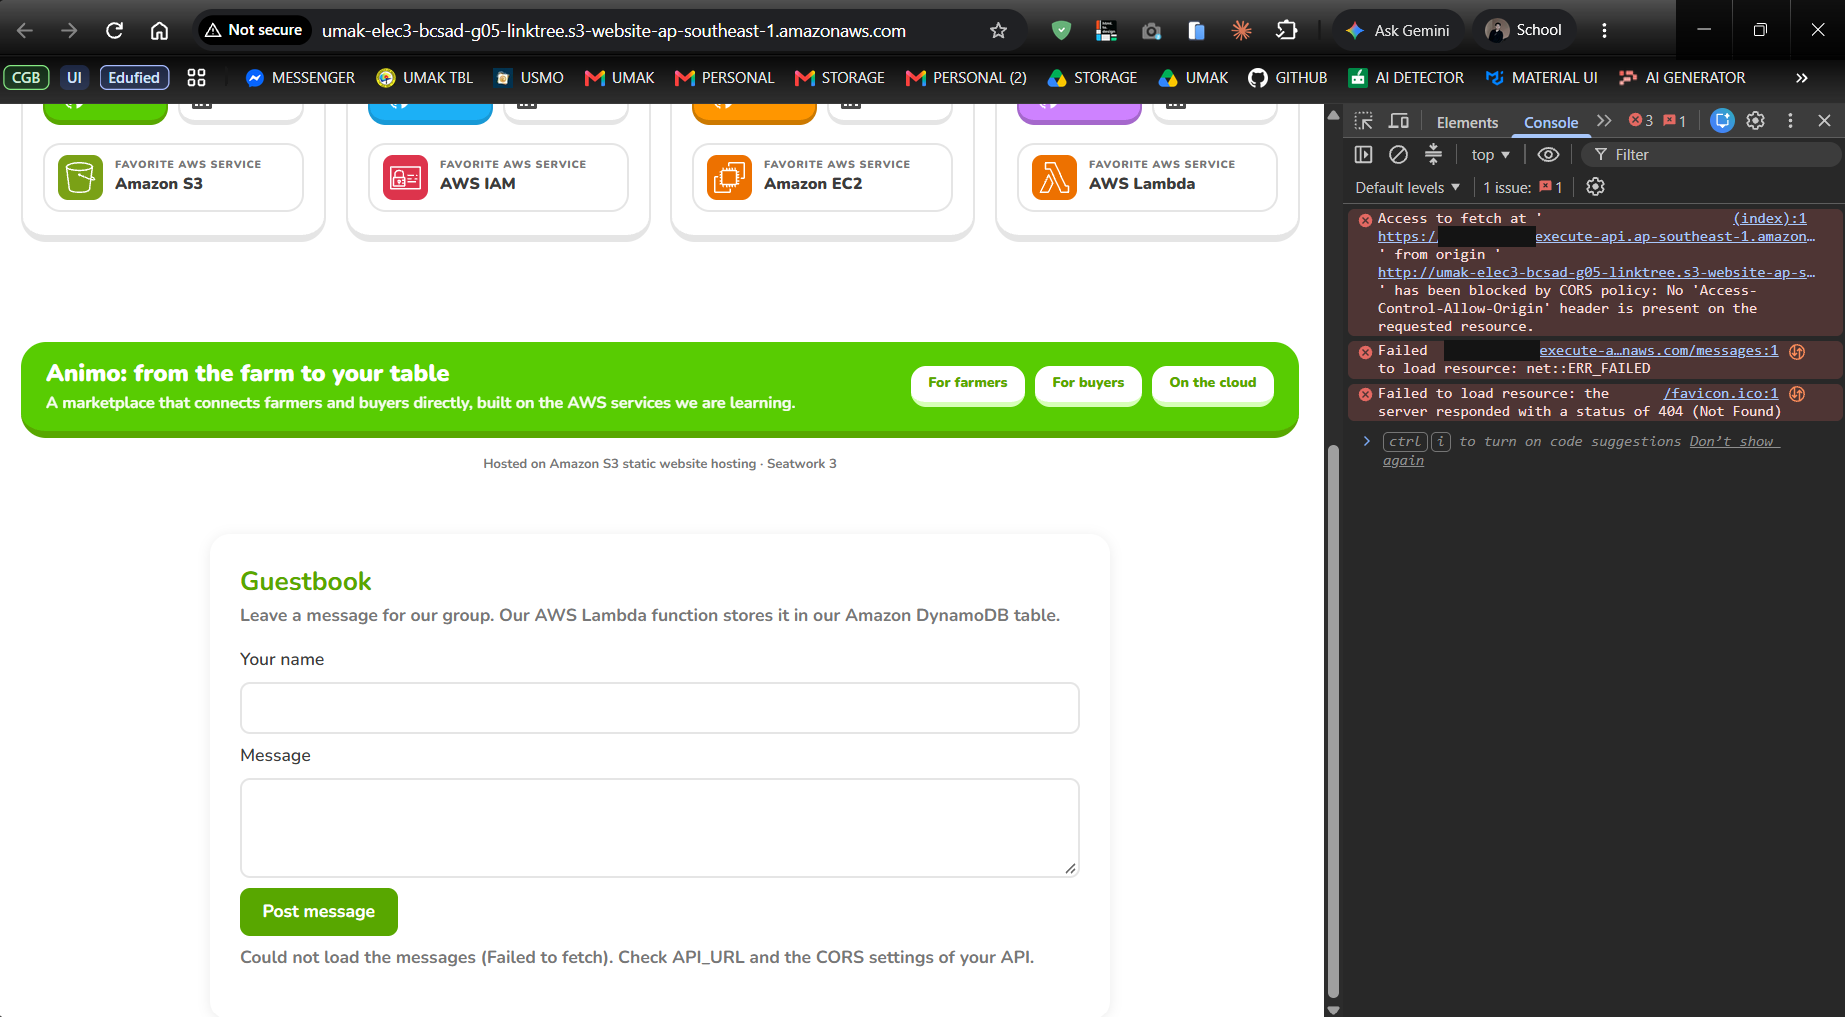 Not secure
umak-elec3-bcsad-g05-linktree.s3-website-ap-southeast-1.amazonaws.com
Ask Gemini
School
CGB
UI
Edufied
MESSENGER
UMAK TBL
USMO
UMAK
PERSONAL
STORAGE
PERSONAL (2)
STORAGE
UMAK
GITHUB
AI DETECTOR
MATERIAL UI
AI GENERATOR
»
FAVORITE AWS SERVICE
Amazon S3
FAVORITE AWS SERVICE
AWS IAM
FAVORITE AWS SERVICE
Amazon EC2
FAVORITE AWS SERVICE
AWS Lambda
Animo: from the farm to your table
A marketplace that connects farmers and buyers directly, built on the AWS services we are learning.
For farmers
For buyers
On the cloud
Hosted on Amazon S3 static website hosting · Seatwork 3
Guestbook
Leave a message for our group. Our AWS Lambda function stores it in our Amazon DynamoDB table.
Your name
Message
Post message
Could not load the messages (Failed to fetch). Check API_URL and the CORS settings of your API.
Elements
Console
3
1
top
Filter
Default levels
1 issue: 1
Access to fetch at ' (index):1
https:/ execute-api.ap-southeast-1.amazon…
' from origin '
http://umak-elec3-bcsad-g05-linktree.s3-website-ap-s…
' has been blocked by CORS policy: No 'Access-
Control-Allow-Origin' header is present on the
requested resource.
Failed execute-a…naws.com/messages:1
to load resource: net::ERR_FAILED
Failed to load resource: the /favicon.ico:1
server responded with a status of 404 (Not Found)
ctrl i to turn on code suggestions Don't show
again